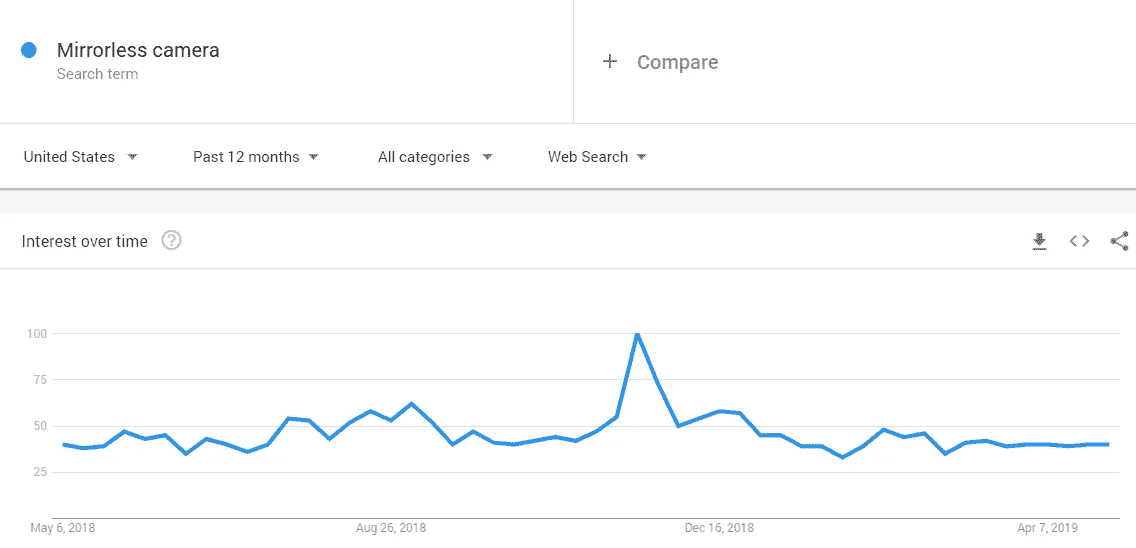 Mirrorless camera
Search term
+ Compare
United States
Past 12 months
All categories
Web Search
Interest over time ?
100
75
50
25
May 6, 2018
Aug 26, 2018
Dec 16, 2018
Apr 7, 2019